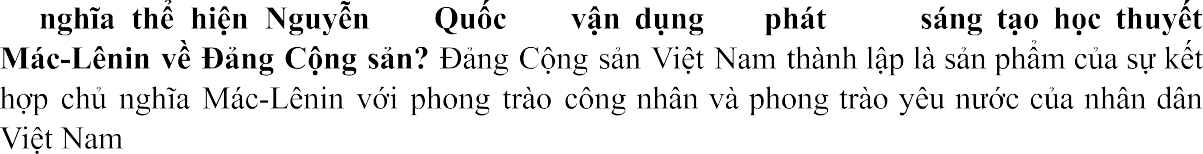 nghĩa thể hiện Nguyễn Quốc vận dụng phát sáng tạo học thuyết
Mác-Lênin về Đảng Cộng sản? Đảng Cộng sản Việt Nam thành lập là sản phẩm của sự kết
hợp chủ nghĩa Mác-Lênin với phong trào công nhân và phong trào yêu nước của nhân dân
Việt Nam